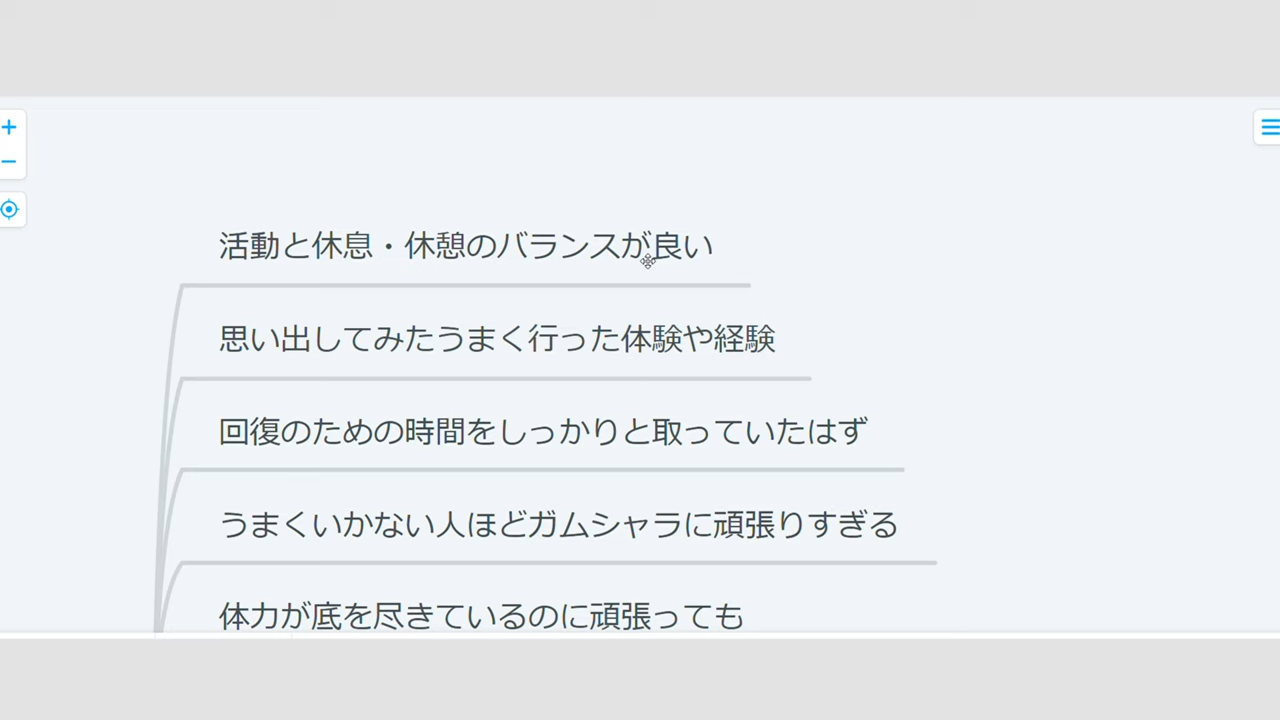 活動と休息・休憩のバランスが良い
思い出してみたうまく行った体験や経験
回復のための時間をしっかりと取っていたはず
うまくいかない人ほどガムシャラに頑張りすぎる
体力が底を尽きているのに頑張っても